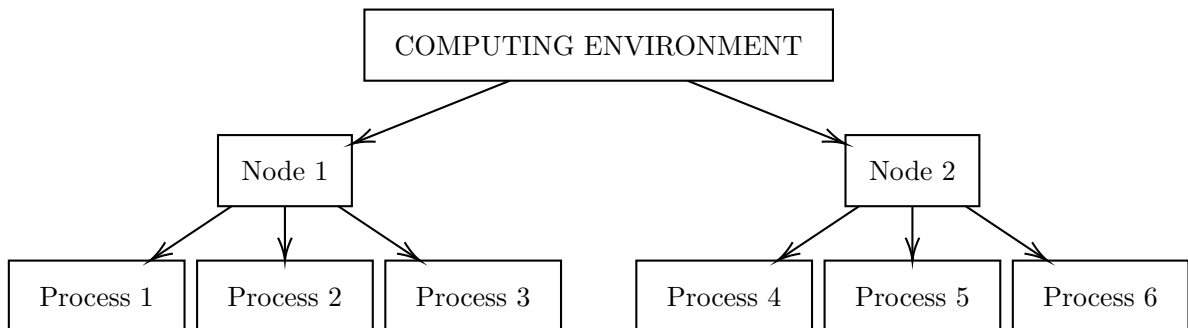 COMPUTING ENVIRONMENT
Node 1
Node 2
Process 1
Process 2
Process 3
Process 4
Process 5
Process 6